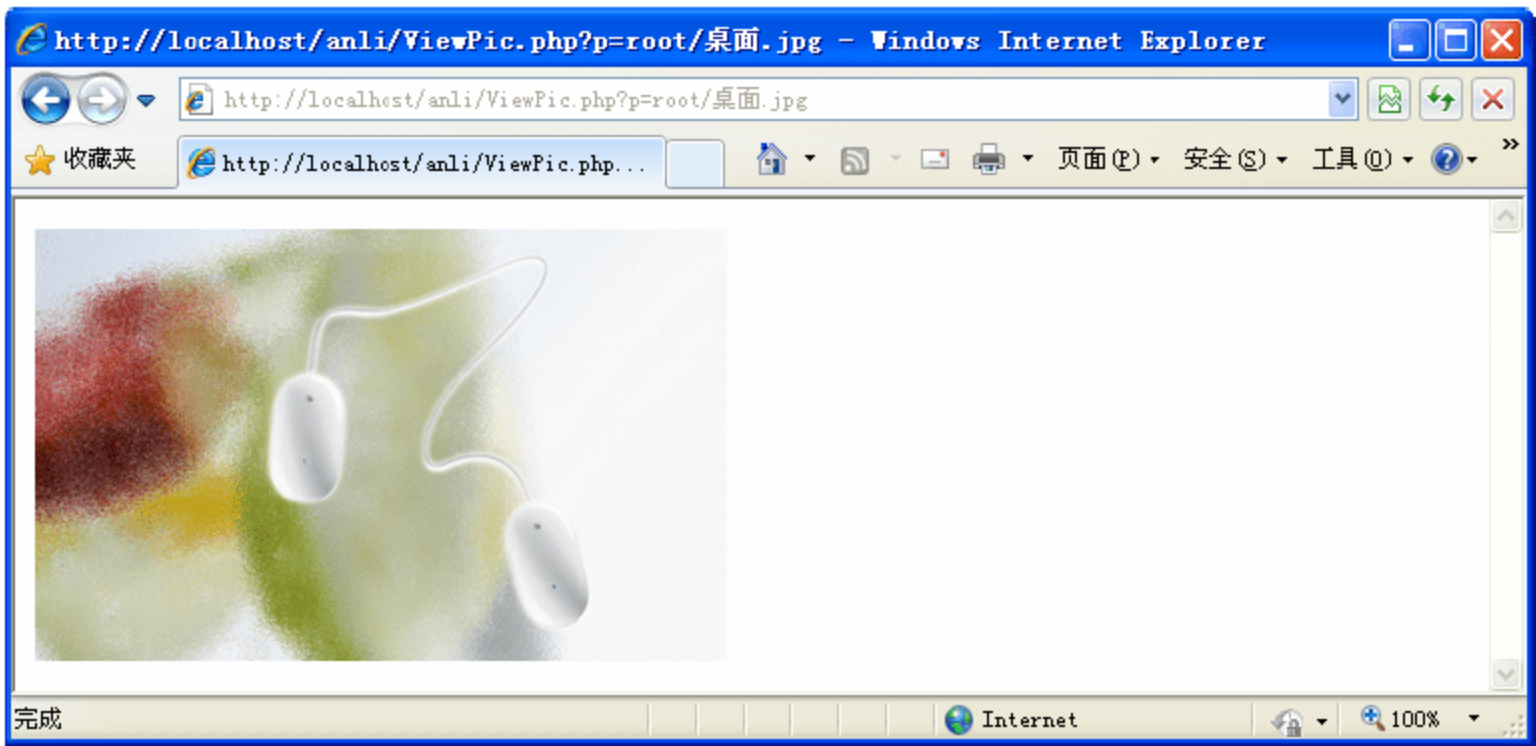 http://localhost/anli/ViewPic.php?p=root/桌面.jpg - Windows Internet Explorer
http://localhost/anli/ViewPic.php?p=root/桌面.jpg
收藏夹 http://localhost/anli/ViewPic.php... 页面(P) 安全(S) 工具(O) »
完成 Internet 100%